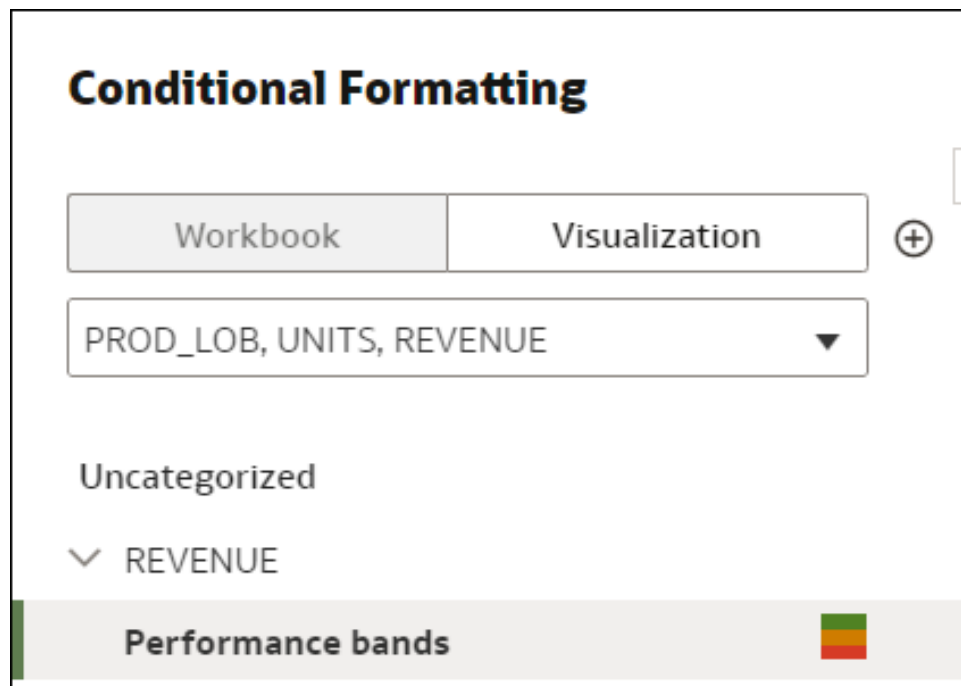 Conditional Formatting
Workbook Visualization
PROD_LOB, UNITS, REVENUE
Uncategorized
REVENUE
Performance bands